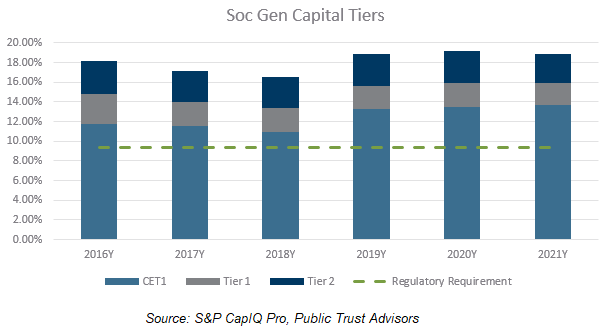 Soc Gen Capital Tiers
20.00%
18.00%
16.00%
14.00%
12.00%
10.00%
8.00%
6.00%
4.00%
2.00%
0.00%
2016Y 2017Y 2018Y 2019Y 2020Y 2021Y
CET1 Tier 1 Tier 2 Regulatory Requirement
Source: S&P CapIQ Pro, Public Trust Advisors